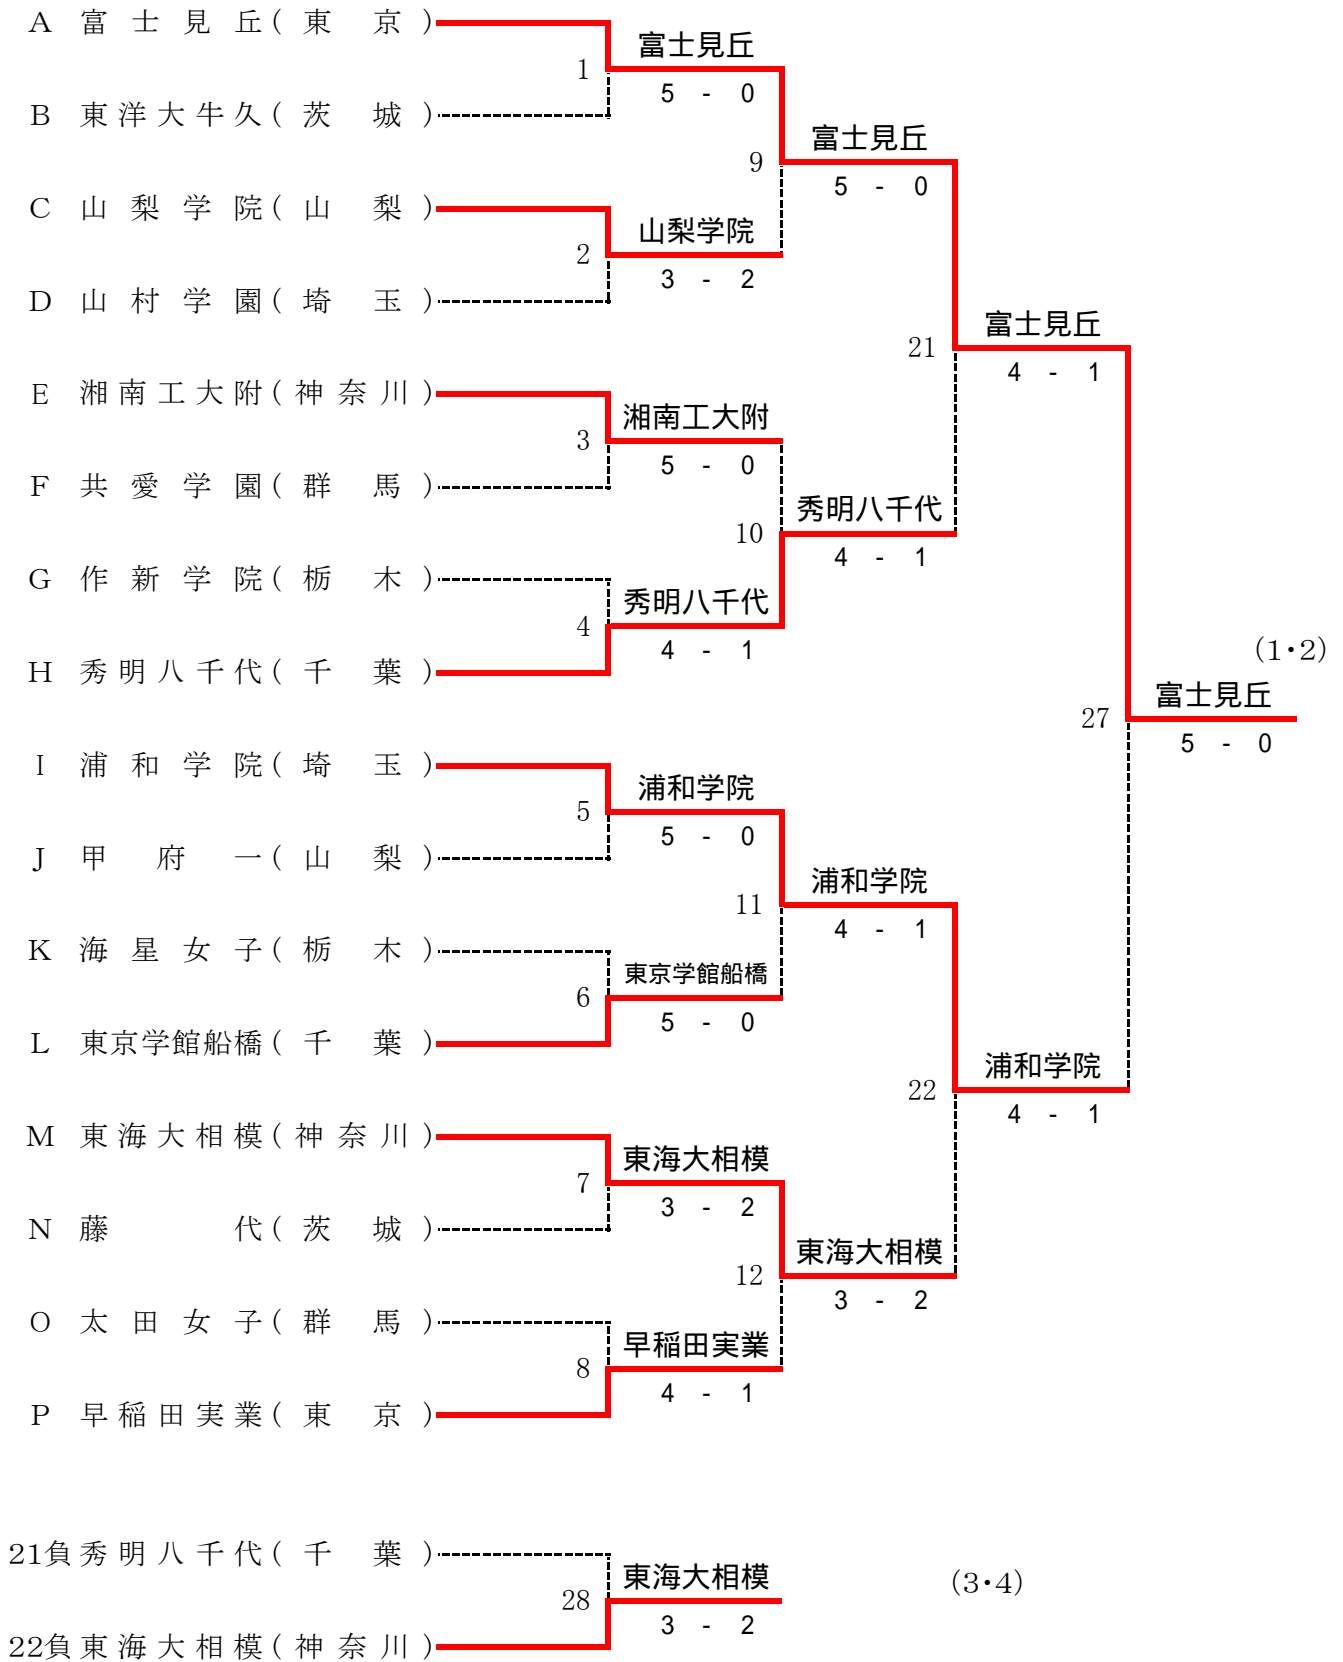 A 富士見丘(東京)
富士見丘
1
5 - 0
B 東洋大牛久(茨城)
富士見丘
9
5 - 0
C 山梨学院(山梨)
山梨学院
2
3 - 2
D 山村学園(埼玉)
富士見丘
21
4 - 1
E 湘南工大附(神奈川)
湘南工大附
3
5 - 0
F 共愛学園(群馬)
秀明八千代
10
4 - 1
G 作新学院(栃木)
秀明八千代
4
4 - 1
H 秀明八千代(千葉)
(1・2)
富士見丘
27
5 - 0
I 浦和学院(埼玉)
浦和学院
5
5 - 0
J 甲府一(山梨)
浦和学院
11
4 - 1
K 海星女子(栃木)
東京学館船橋
6
5 - 0
L 東京学館船橋(千葉)
浦和学院
22
4 - 1
M 東海大相模(神奈川)
東海大相模
7
3 - 2
N 藤代(茨城)
東海大相模
12
3 - 2
O 太田女子(群馬)
早稲田実業
8
4 - 1
P 早稲田実業(東京)
21負 秀明八千代(千葉)
東海大相模
(3・4)
28
3 - 2
22負 東海大相模(神奈川)